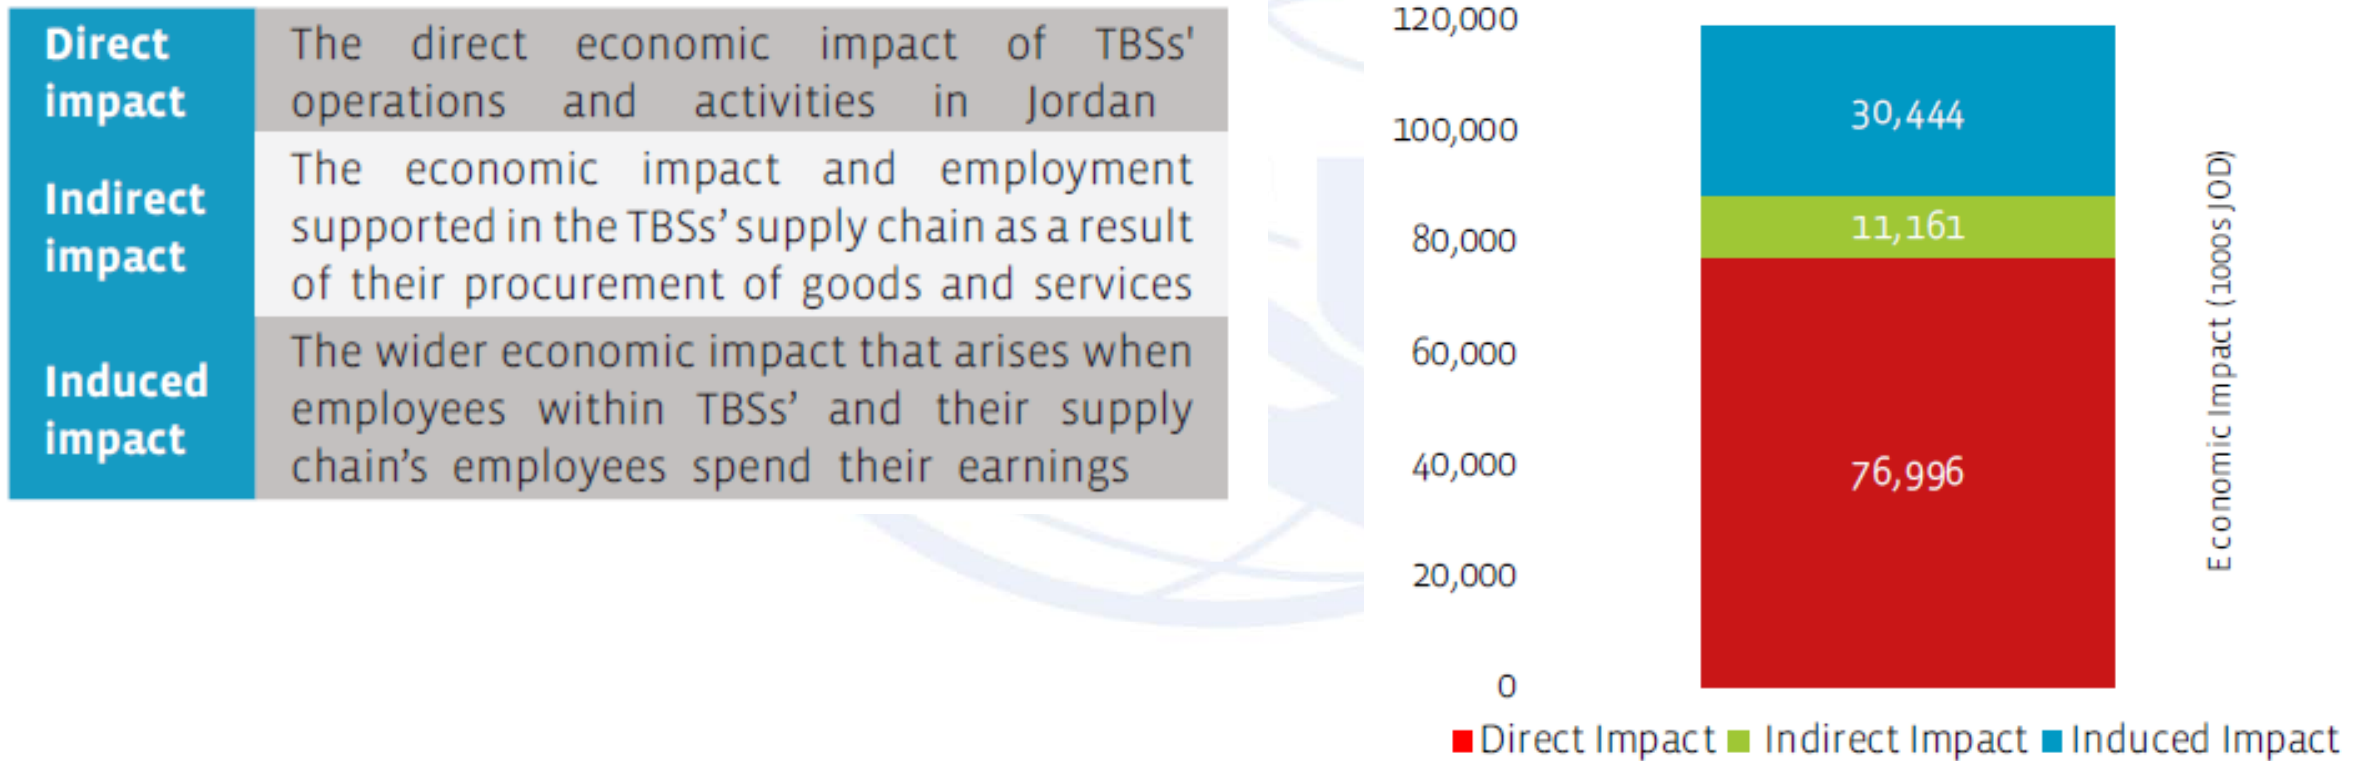 Direct
impact
The direct economic impact of TBSs'
operations and activities in Jordan
Indirect
impact
The economic impact and employment
supported in the TBSs’ supply chain as a result
of their procurement of goods and services
Induced
impact
The wider economic impact that arises when
employees within TBSs’ and their supply
chain’s employees spend their earnings
120,000
100,000
80,000
60,000
40,000
20,000
0
30,444
11,161
76,996
Economic Impact (1000s JOD)
Direct Impact Indirect Impact Induced Impact